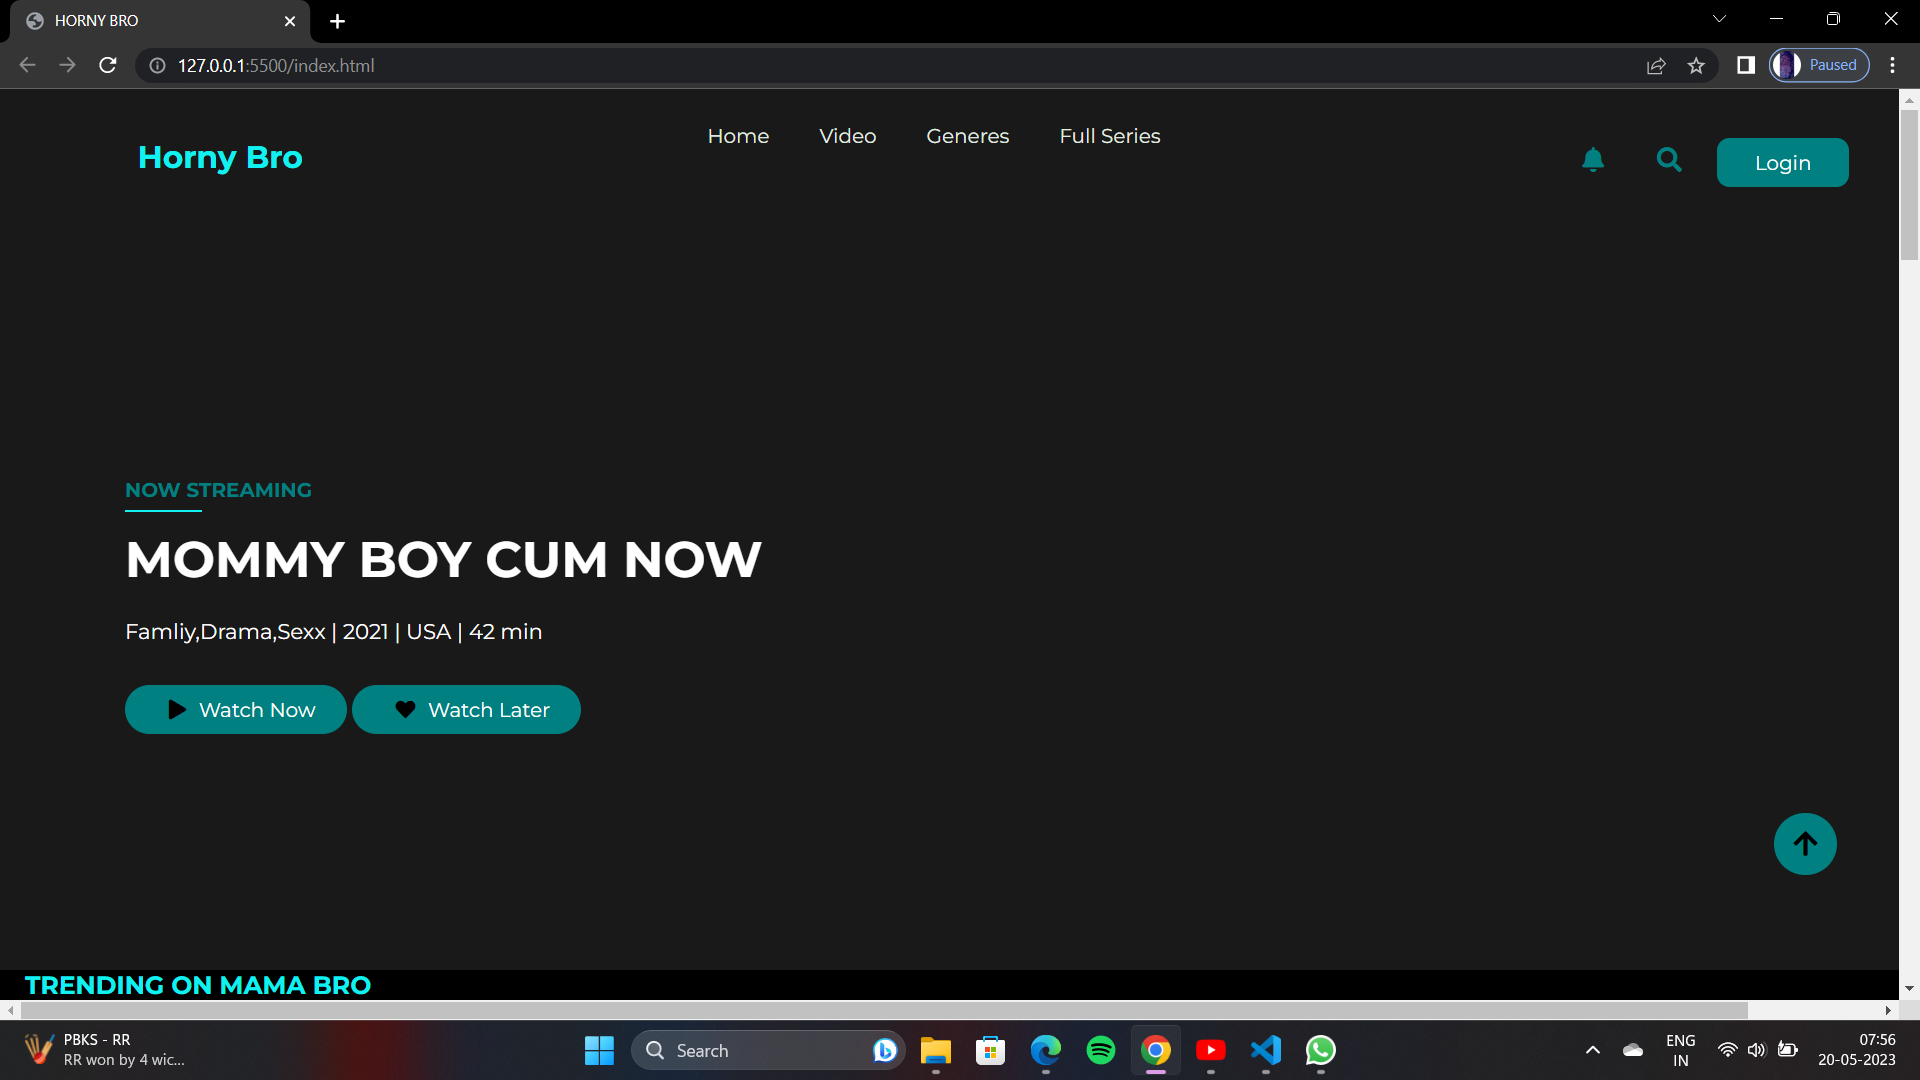 HORNY BRO
127.0.0.1:5500/index.html
Paused
Horny Bro
Home
Video
Generes
Full Series
Login
NOW STREAMING
MOMMY BOY CUM NOW
Famliy,Drama,Sexx | 2021 | USA | 42 min
Watch Now
Watch Later
TRENDING ON MAMA BRO
PBKS - RR
RR won by 4 wic...
Search
ENG
IN
07:56
20-05-2023